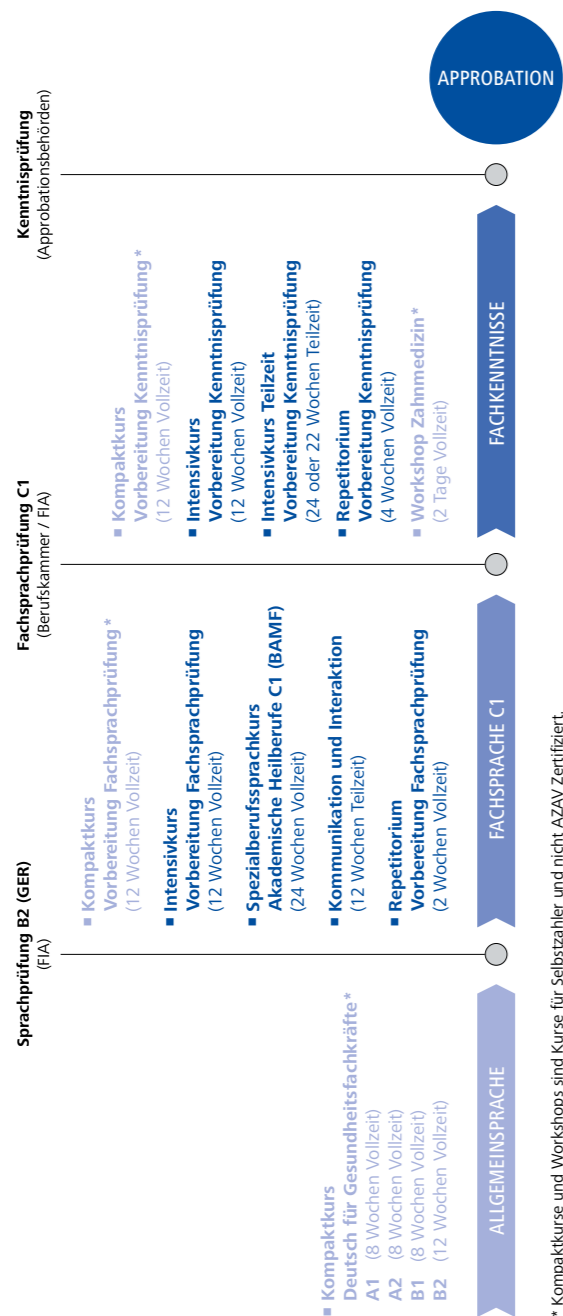 Sprachprüfung B2 (GER)
(FIA)
Fachsprachprüfung C1
(Berufskammer / FIA)
Kenntnisprüfung
(Approbationsbehörden)
▪ Kompaktkurs
Deutsch für Gesundheitsfachkräfte*
A1 (8 Wochen Vollzeit)
A2 (8 Wochen Vollzeit)
B1 (8 Wochen Vollzeit)
B2 (12 Wochen Vollzeit)
▪ Kompaktkurs
Vorbereitung Fachsprachprüfung*
(12 Wochen Vollzeit)
▪ Intensivkurs
Vorbereitung Fachsprachprüfung
(12 Wochen Vollzeit)
▪ Spezialberufssprachkurs
Akademische Heilberufe C1 (BAMF)
(24 Wochen Vollzeit)
▪ Kommunikation und Interaktion
(12 Wochen Teilzeit)
▪ Repetitorium
Vorbereitung Fachsprachprüfung
(2 Wochen Vollzeit)
▪ Kompaktkurs
Vorbereitung Kenntnisprüfung*
(12 Wochen Vollzeit)
▪ Intensivkurs
Vorbereitung Kenntnisprüfung
(12 Wochen Vollzeit)
▪ Intensivkurs Teilzeit
Vorbereitung Kenntnisprüfung
(24 oder 22 Wochen Teilzeit)
▪ Repetitorium
Vorbereitung Kenntnisprüfung
(4 Wochen Vollzeit)
▪ Workshop Zahnmedizin*
(2 Tage Vollzeit)
ALLGEMEINSPRACHE
FACHSPRACHE C1
FACHKENNTNISSE
APPROBATION
* Kompaktkurse und Workshops sind Kurse für Selbstzahler und nicht AZAV Zertifiziert.